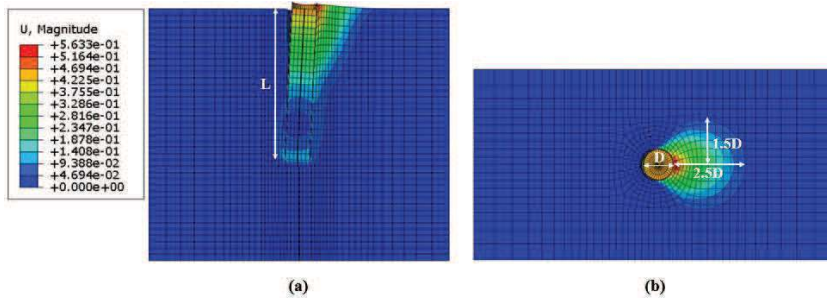 U, Magnitude
+5.633e-01
+5.164e-01
+4.694e-01
+4.225e-01
+3.755e-01
+3.286e-01
+2.816e-01
+2.347e-01
+1.878e-01
+1.408e-01
+9.388e-02
+4.694e-02
+0.000e+00
L
D
1.5D
2.5D
(a)
(b)